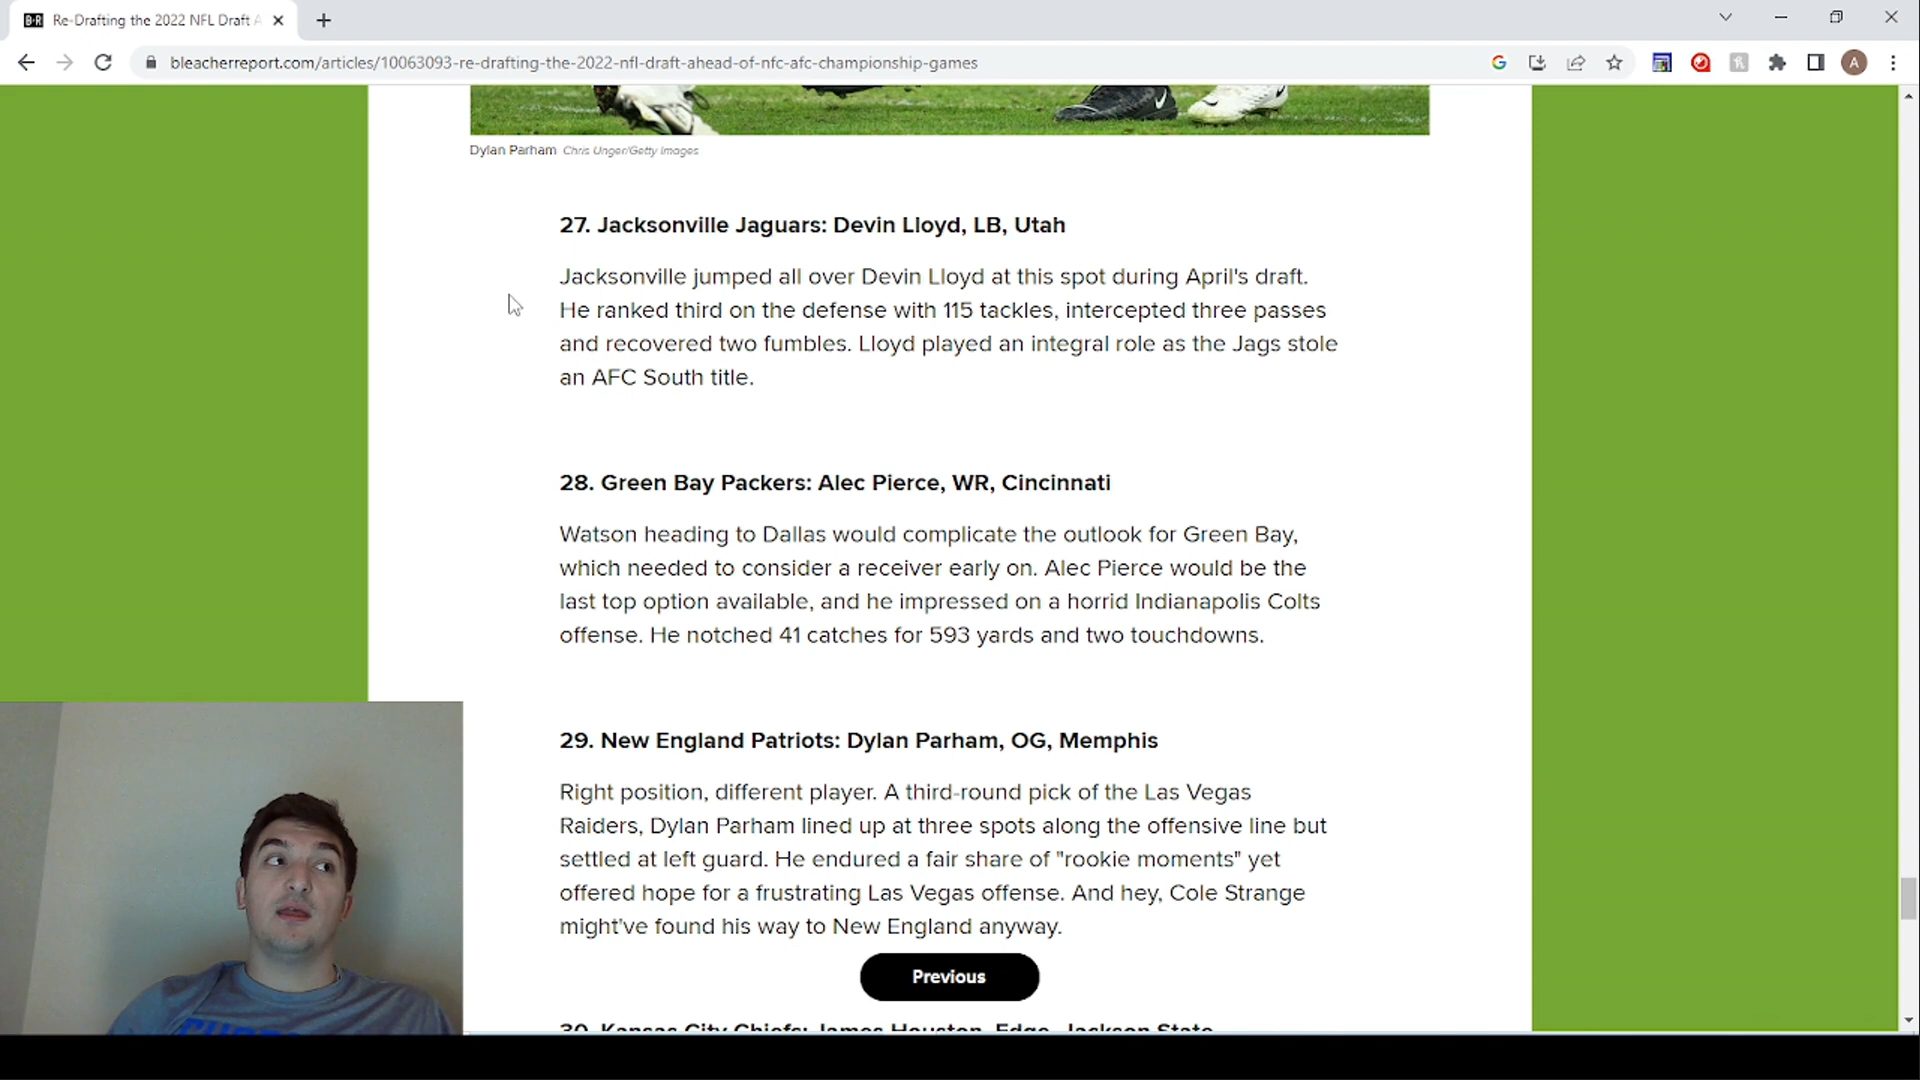 B·R Re-Drafting the 2022 NFL Draft A
bleacherreport.com/articles/10063093-re-drafting-the-2022-nfl-draft-ahead-of-nfc-afc-championship-games
A
Dylan Parham Chris Unger/Getty Images
27. Jacksonville Jaguars: Devin Lloyd, LB, Utah
Jacksonville jumped all over Devin Lloyd at this spot during April's draft.
He ranked third on the defense with 115 tackles, intercepted three passes
and recovered two fumbles. Lloyd played an integral role as the Jags stole
an AFC South title.
28. Green Bay Packers: Alec Pierce, WR, Cincinnati
Watson heading to Dallas would complicate the outlook for Green Bay,
which needed to consider a receiver early on. Alec Pierce would be the
last top option available, and he impressed on a horrid Indianapolis Colts
offense. He notched 41 catches for 593 yards and two touchdowns.
29. New England Patriots: Dylan Parham, OG, Memphis
Right position, different player. A third-round pick of the Las Vegas
Raiders, Dylan Parham lined up at three spots along the offensive line but
settled at left guard. He endured a fair share of "rookie moments" yet
offered hope for a frustrating Las Vegas offense. And hey, Cole Strange
might've found his way to New England anyway.
Previous
30. Kansas City Chiefs: James Houston, Edge, Jackson State